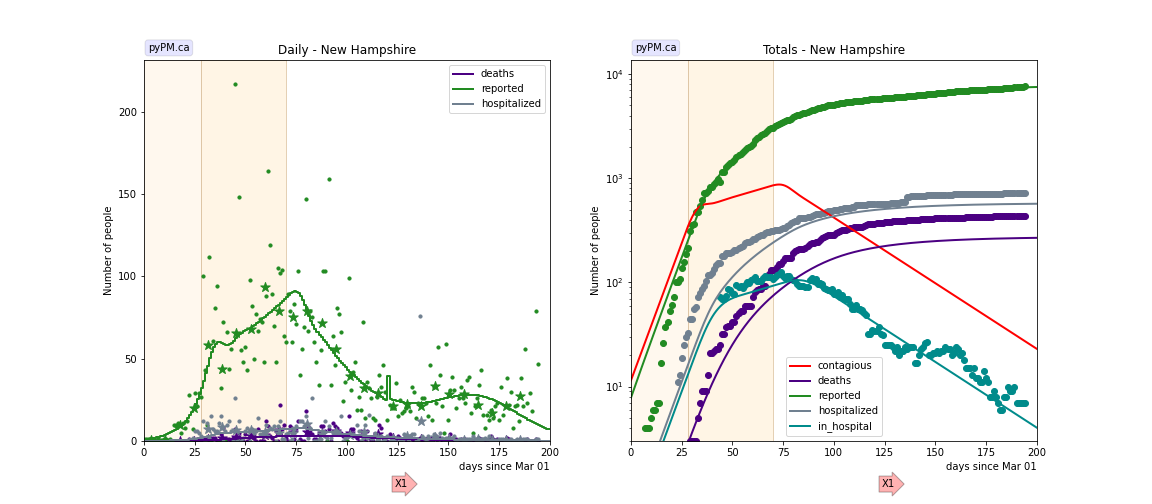 pyPM.ca
Daily - New Hampshire
Number of people
200
150
100
50
0
deaths
reported
hospitalized
0 25 50 75 100 125 150 175 200
days since Mar 01
X1
pyPM.ca
Totals - New Hampshire
Number of people
10⁴
10³
10²
10¹
contagious
deaths
reported
hospitalized
in_hospital
0 25 50 75 100 125 150 175 200
days since Mar 01
X1